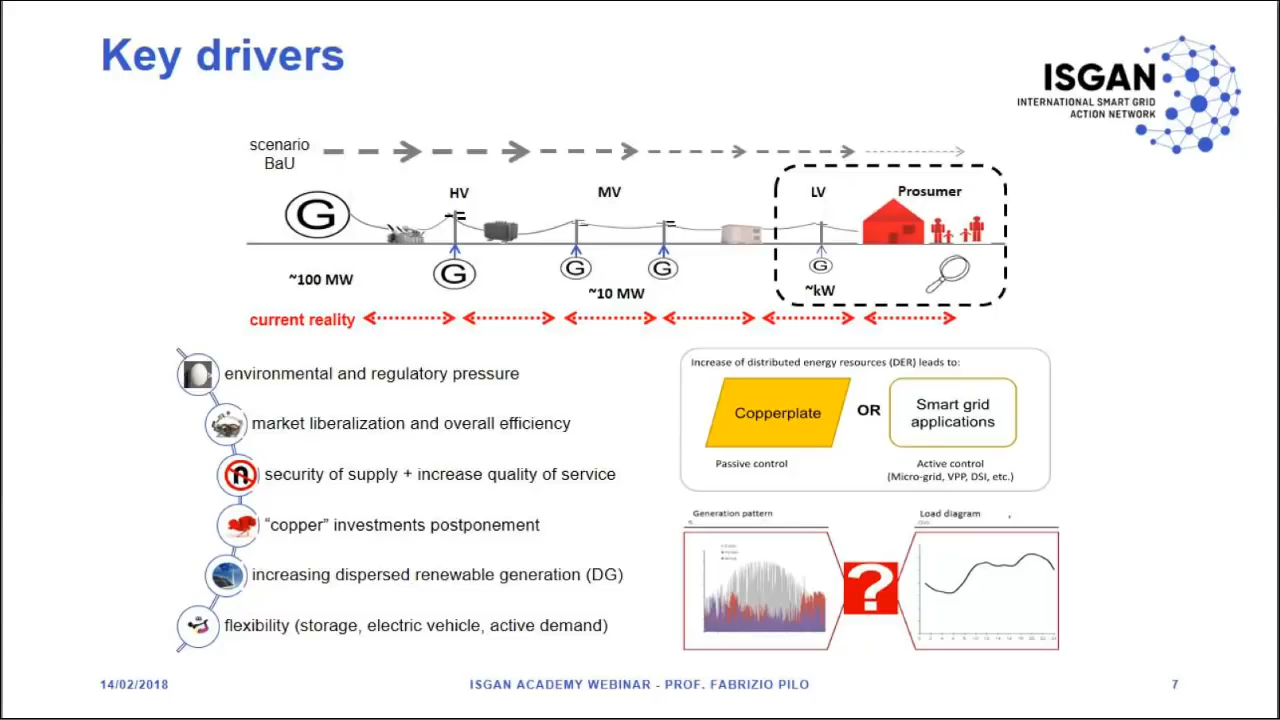 Key drivers
ISGAN
INTERNATIONAL SMART GRID
ACTION NETWORK
scenario
BaU
HV
MV
LV
Prosumer
G
~100 MW
G
G
G
~10 MW
G
~kW
current reality
environmental and regulatory pressure
market liberalization and overall efficiency
security of supply + increase quality of service
“copper” investments postponement
increasing dispersed renewable generation (DG)
flexibility (storage, electric vehicle, active demand)
Increase of distributed energy resources (DER) leads to:
Copperplate
OR
Smart grid
applications
Passive control
Active control
(Micro-grid, VPP, DSI, etc.)
Generation pattern
Load diagram
?
14/02/2018
ISGAN ACADEMY WEBINAR - PROF. FABRIZIO PILO
7